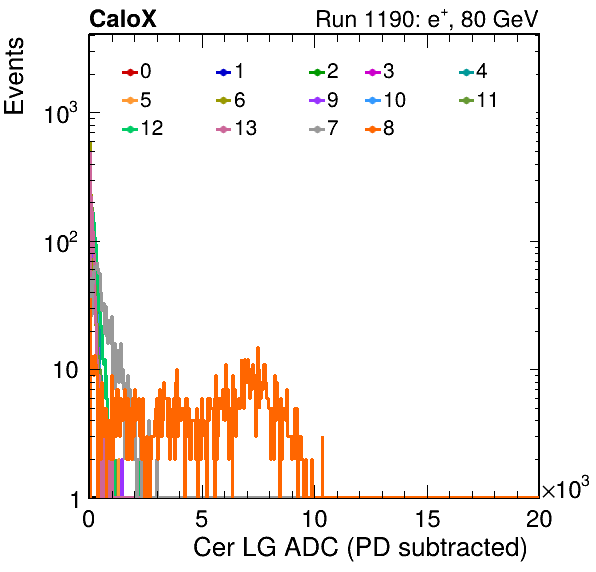 CaloX Run 1190: e⁺, 80 GeV
Events
0 1 2 3 4
5 6 9 10 11
12 13 7 8
10³
10²
10
1
0 5 10 15 20 ×10³
Cer LG ADC (PD subtracted)